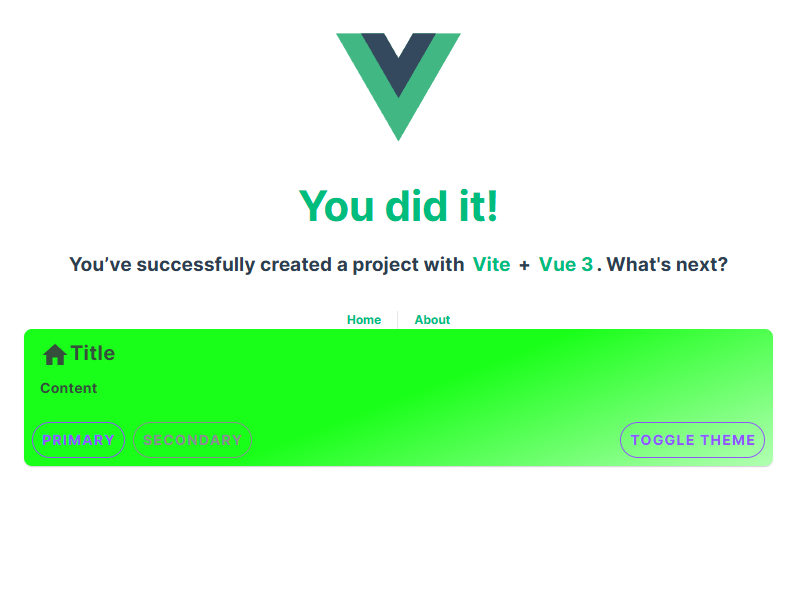 You did it!
You’ve successfully created a project with Vite + Vue 3. What's next?
Home About
Title
Content
PRIMARY SECONDARY TOGGLE THEME